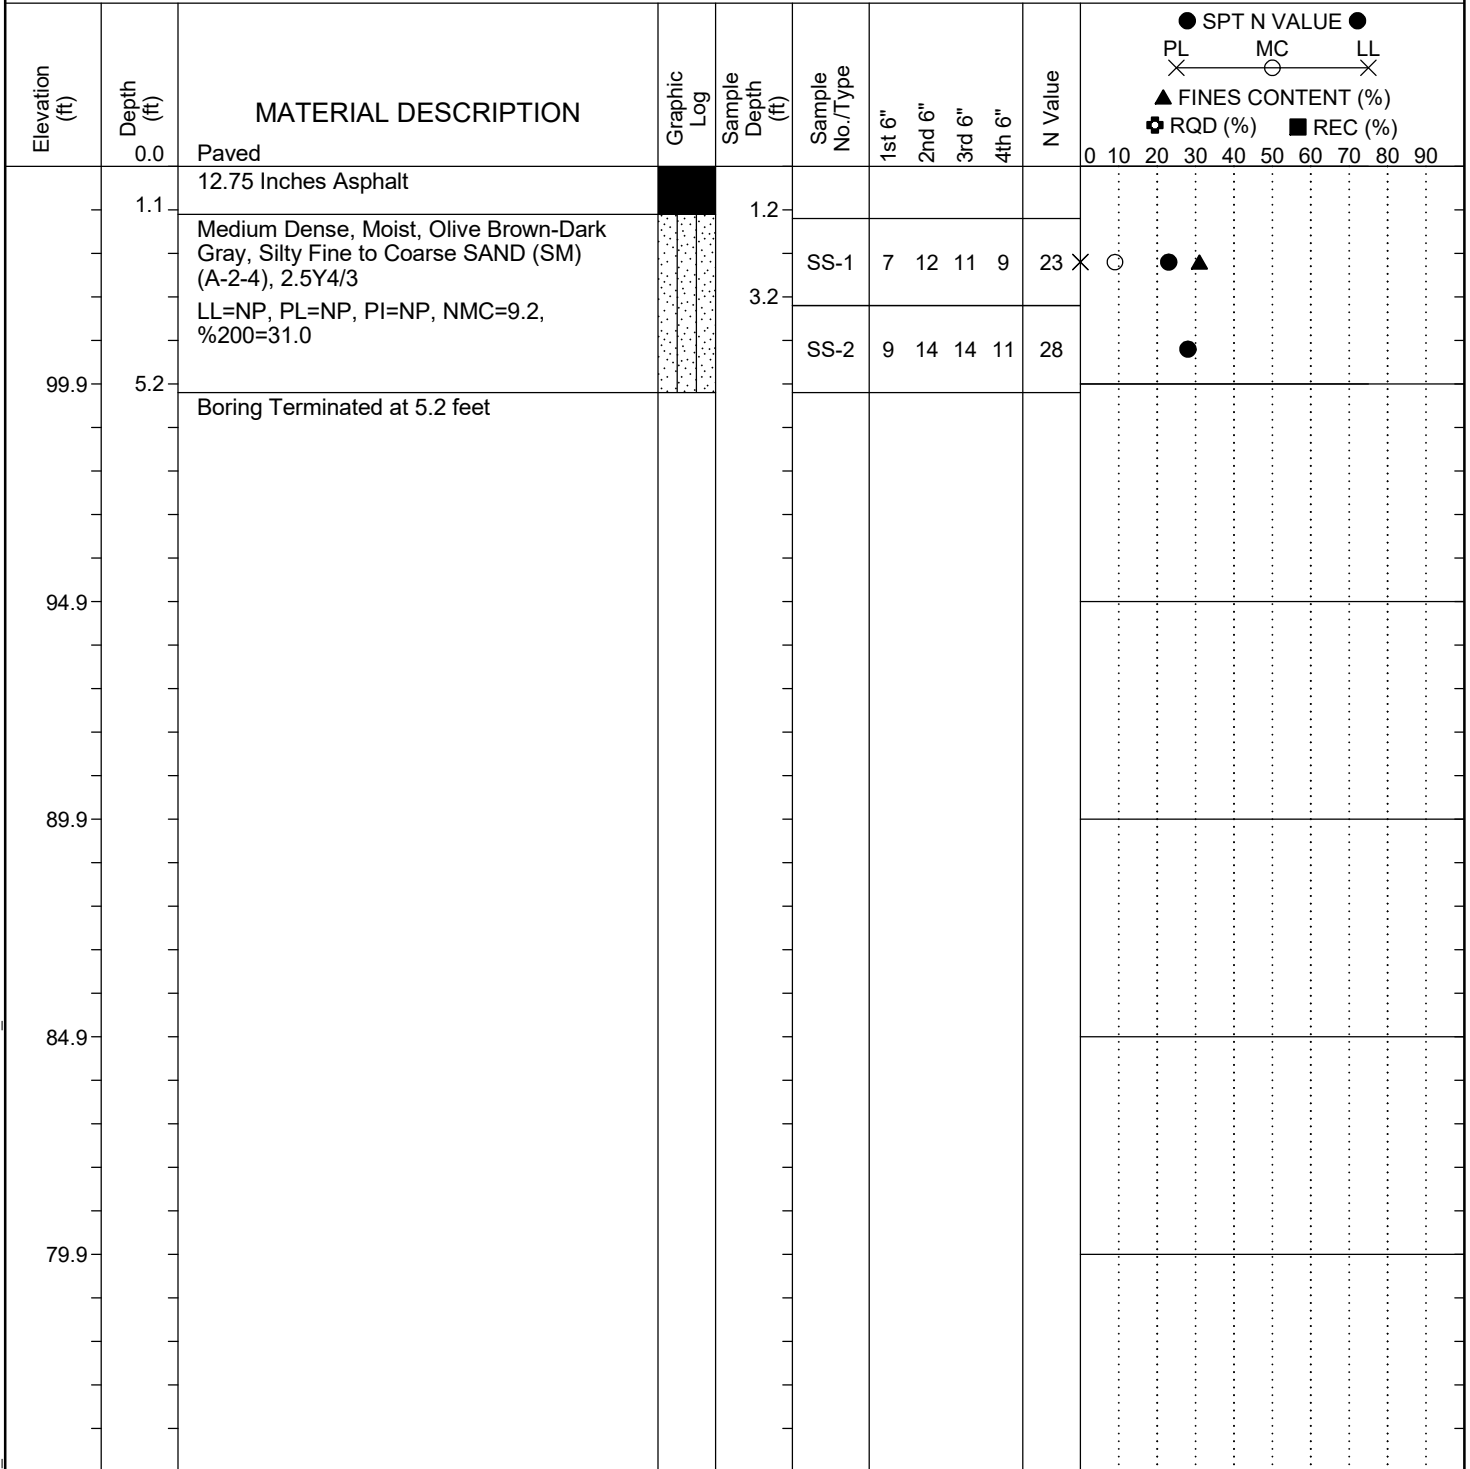 ● SPT N VALUE ●
PL MC LL
▲ FINES CONTENT (%)
RQD (%) ■ REC (%)
0 10 20 30 40 50 60 70 80 90
Elevation (ft)
Depth (ft)
MATERIAL DESCRIPTION
Graphic Log
Sample Depth (ft)
Sample No./Type
1st 6"
2nd 6"
3rd 6"
4th 6"
N Value
0.0 Paved
12.75 Inches Asphalt
1.1 1.2
Medium Dense, Moist, Olive Brown-Dark
Gray, Silty Fine to Coarse SAND (SM)
(A-2-4), 2.5Y4/3
SS-1 7 12 11 9 23
3.2
LL=NP, PL=NP, PI=NP, NMC=9.2,
%200=31.0
SS-2 9 14 14 11 28
99.9 5.2
Boring Terminated at 5.2 feet
94.9
89.9
84.9
79.9